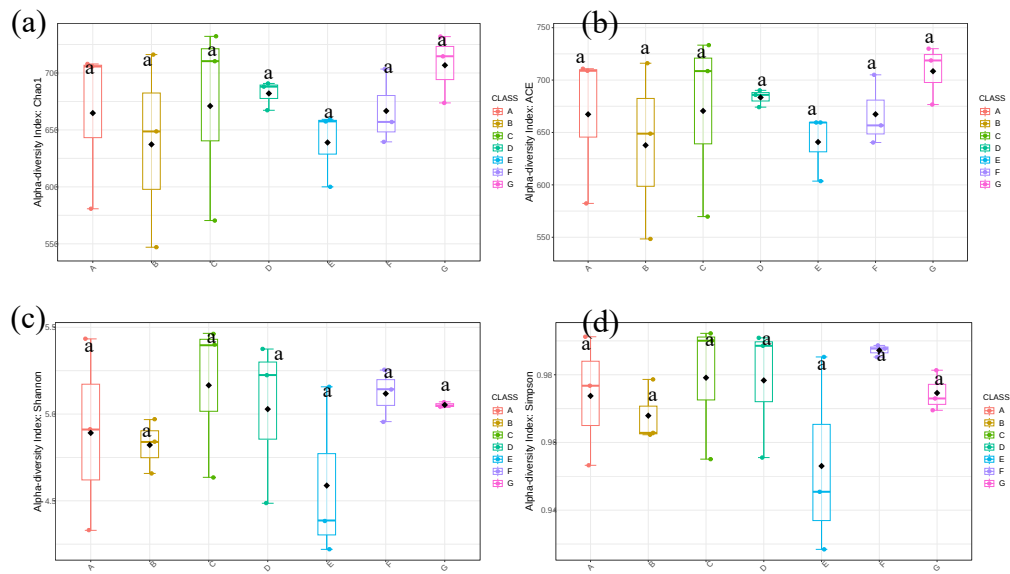 (a)
Alpha-diversity Index: Chao1
700
650
600
550
a
a
a
a
a
a
a
A
B
C
D
E
F
G
CLASS
A
B
C
D
E
F
G
(b)
Alpha-diversity Index: ACE
750
700
650
600
550
a
a
a
a
a
a
a
A
B
C
D
E
F
G
CLASS
A
B
C
D
E
F
G
(c)
Alpha-diversity Index: Shannon
5.5
5.0
4.5
a
a
a
a
a
a
a
A
B
C
D
E
F
G
CLASS
A
B
C
D
E
F
G
(d)
Alpha-diversity Index: Simpson
0.98
0.96
0.94
a
a
a
a
a
a
a
A
B
C
D
E
F
G
CLASS
A
B
C
D
E
F
G